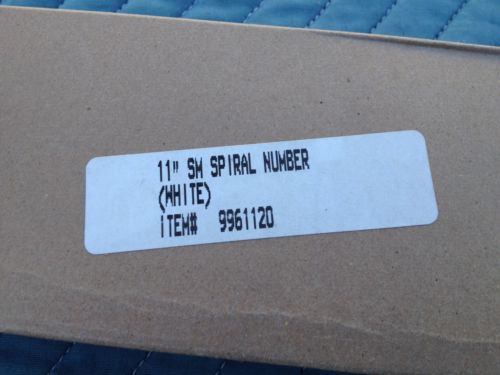 11" SM SPIRAL NUMBER
(WHITE)
iTEM# 9961120